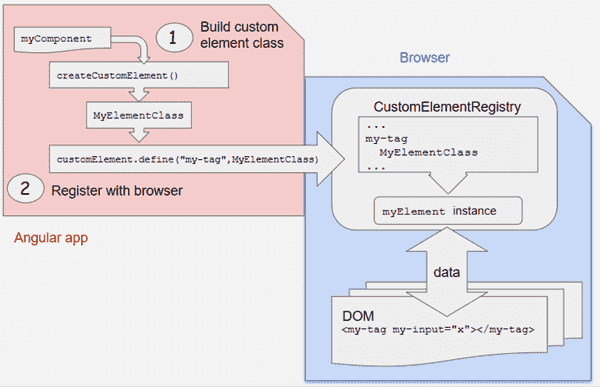 myComponent
1
Build custom
element class
createCustomElement()
MyElementClass
customElement.define("my-tag",MyElementClass)
2
Register with browser
Angular app
Browser
CustomElementRegistry
...
my-tag
MyElementClass
...
myElement instance
data
DOM
<my-tag my-input="x"></my-tag>